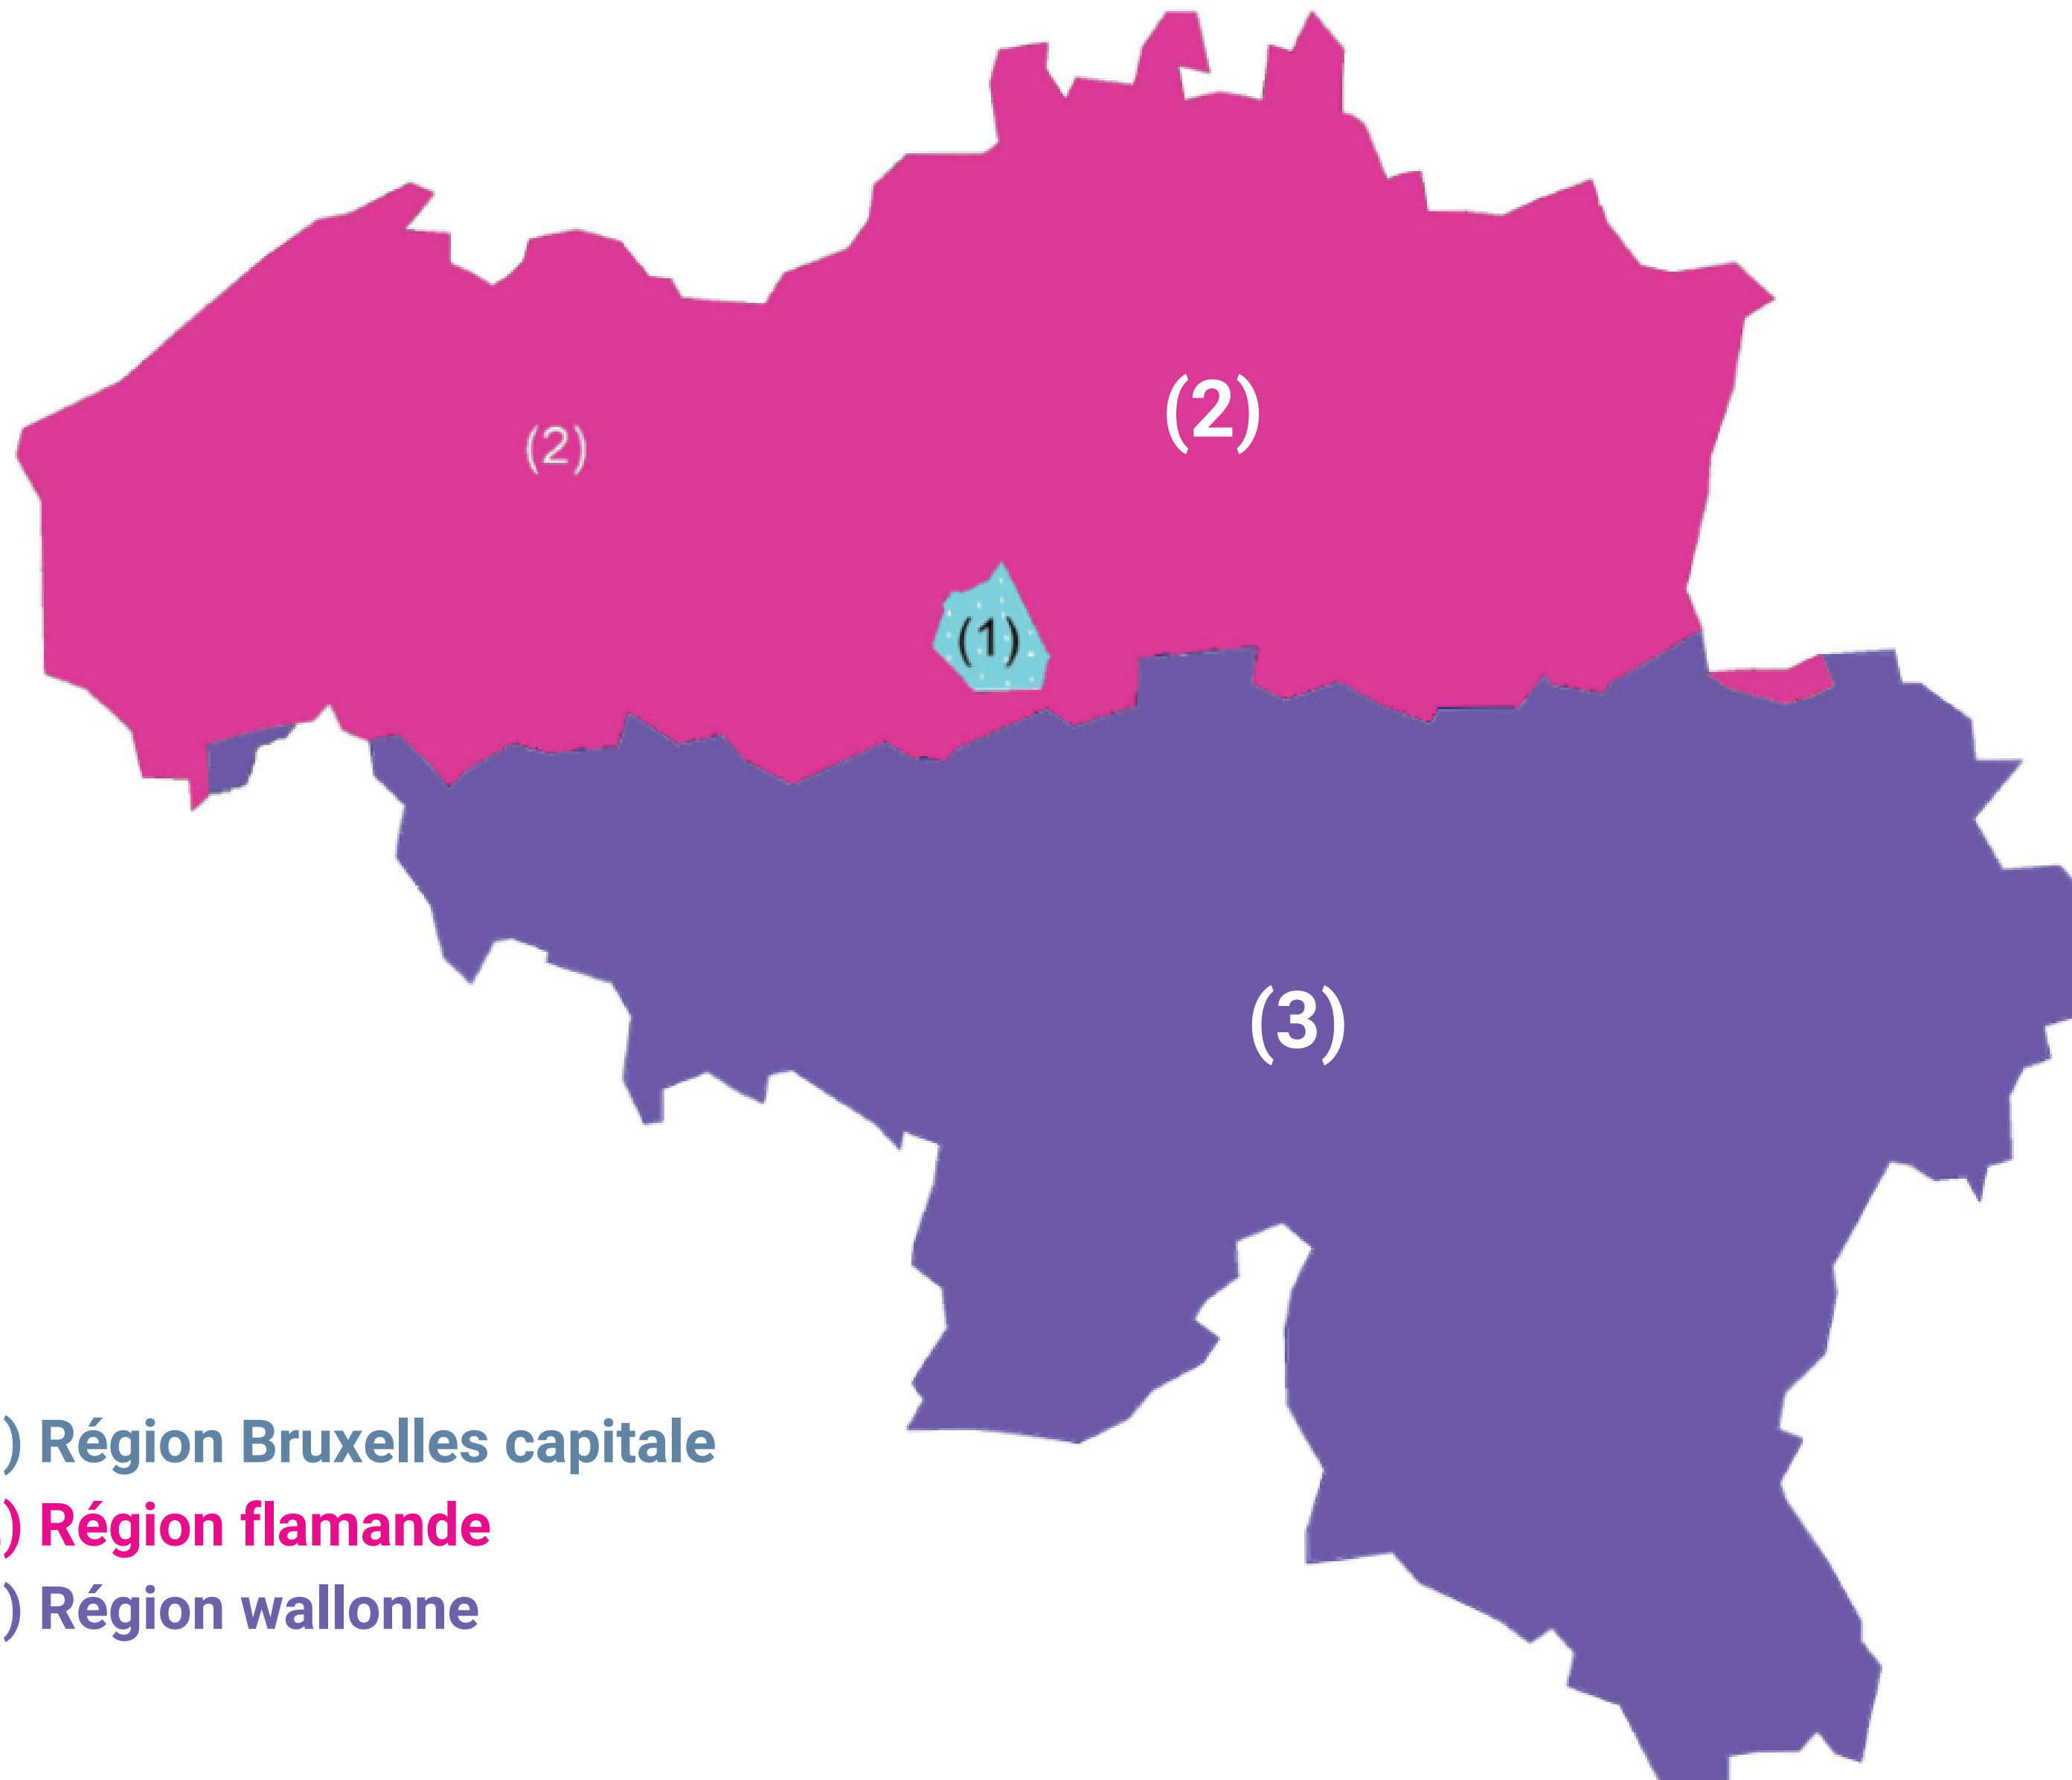 (2)
(2)
(1)
(3)
) Région Bruxelles capitale
) Région flamande
) Région wallonne